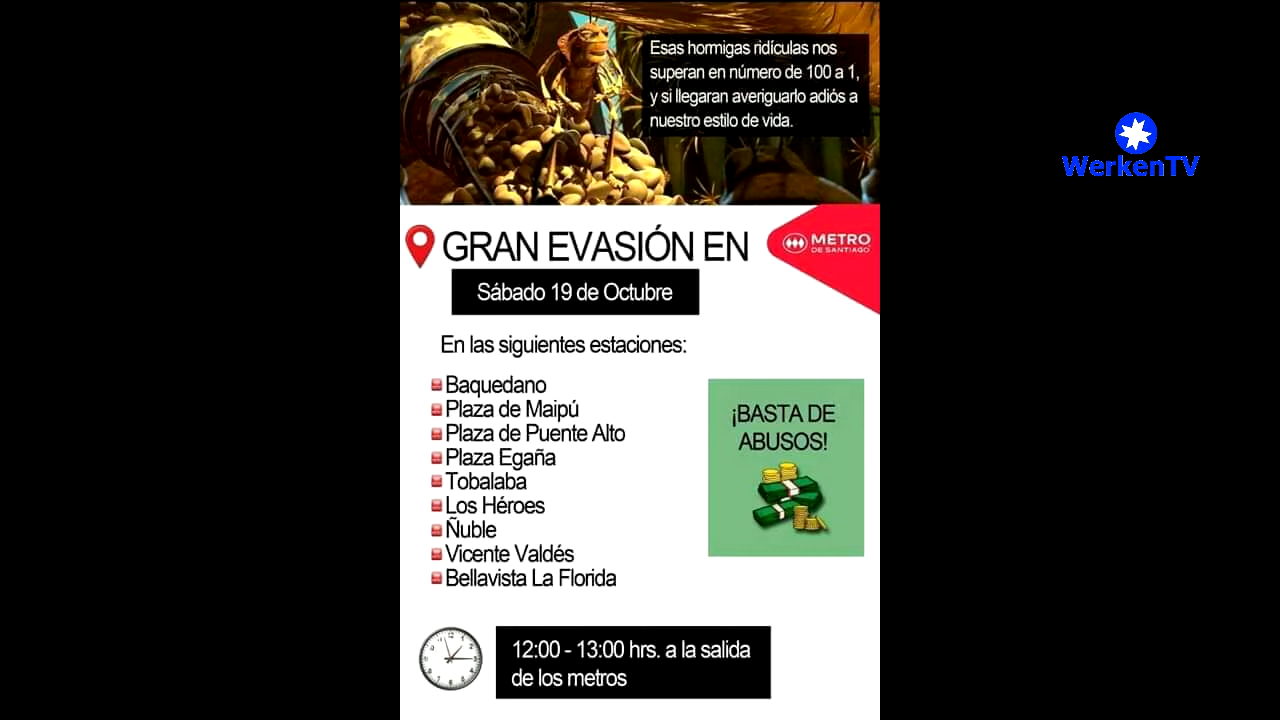 Esas hormigas ridículas nos
superan en número de 100 a 1,
y si llegaran averiguarlo adiós a
nuestro estilo de vida.
WerkenTV
GRAN EVASIÓN EN
METRO
DE SANTIAGO
Sábado 19 de Octubre
En las siguientes estaciones:
Baquedano
Plaza de Maipú
Plaza de Puente Alto
Plaza Egaña
Tobalaba
Los Héroes
Ñuble
Vicente Valdés
Bellavista La Florida
¡BASTA DE
ABUSOS!
12:00 - 13:00 hrs. a la salida
de los metros